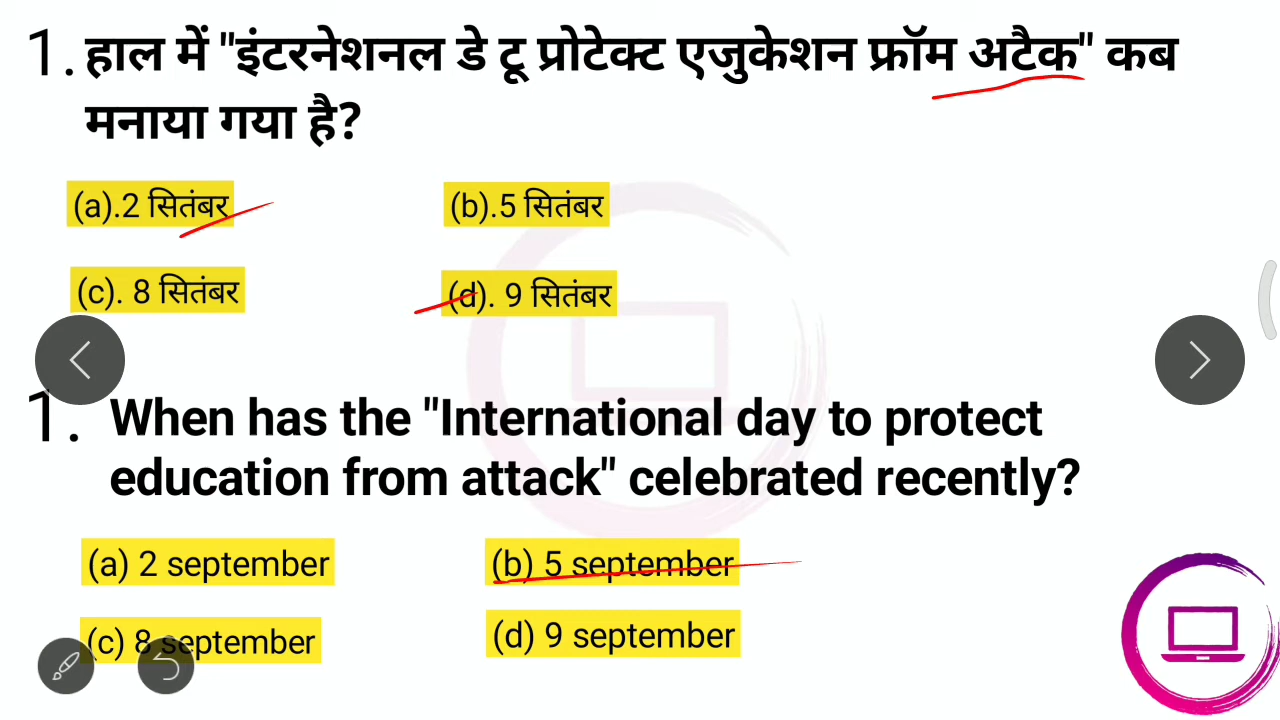 1. हाल में "इंटरनेशनल डे टू प्रोटेक्ट एजुकेशन फ्रॉम अटैक" कब
मनाया गया है?
(a).2 सितंबर
(b).5 सितंबर
(c). 8 सितंबर
(d). 9 सितंबर
1. When has the "International day to protect
education from attack" celebrated recently?
(a) 2 september
(b) 5 september
(c) 8 september
(d) 9 september